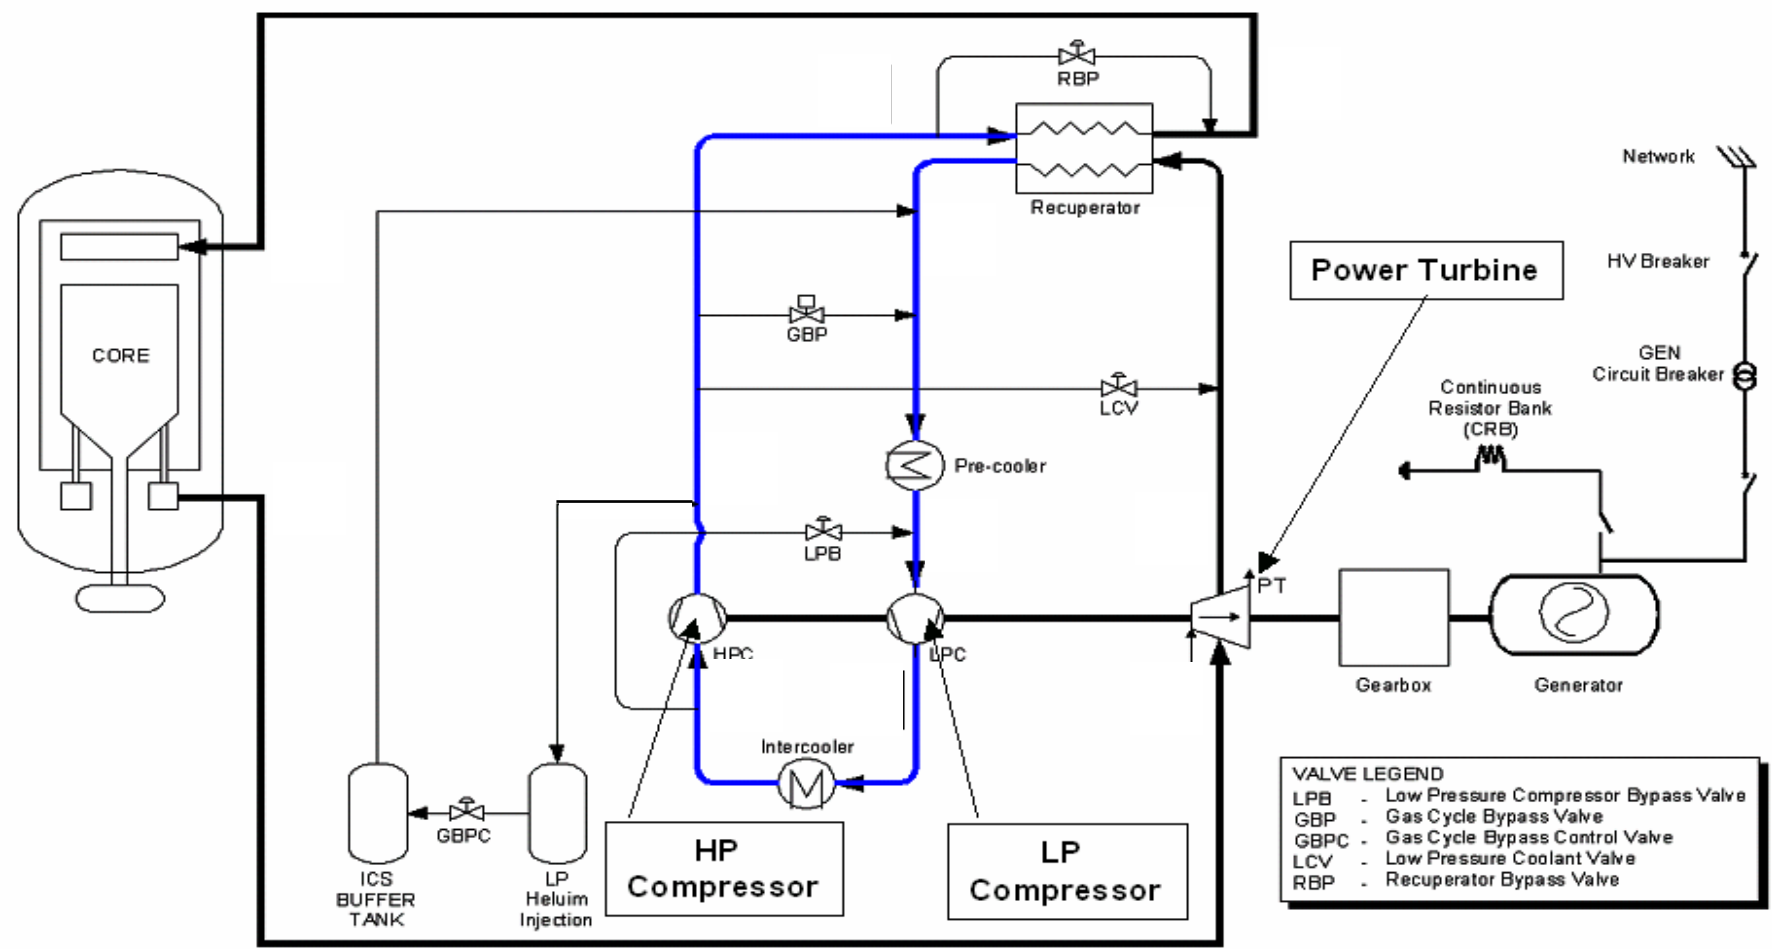 RBP
Recuperator
Network
HV Breaker
Power Turbine
GBP
CORE
GEN
Circuit Breaker
LCV
Continuous
Resistor Bank
(CRB)
Pre-cooler
LPB
PT
HPC
LPC
Gearbox
Generator
Intercooler
GBPC
ICS
BUFFER
TANK
LP
Heluim
Injection
HP
Compressor
LP
Compressor
VALVE LEGEND
LPB - Low Pressure Compressor Bypass Valve
GBP - Gas Cycle Bypass Valve
GBPC - Gas Cycle Bypass Control Valve
LCV - Low Pressure Coolant Valve
RBP - Recuperator Bypass Valve